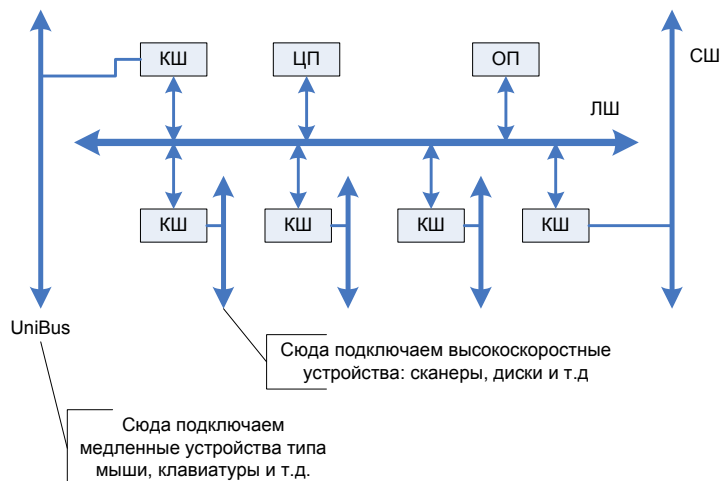 КШ
ЦП
ОП
СШ
ЛШ
КШ
КШ
КШ
КШ
UniBus
Сюда подключаем высокоскоростные
устройства: сканеры, диски и т.д
Сюда подключаем
медленные устройства типа
мыши, клавиатуры и т.д.